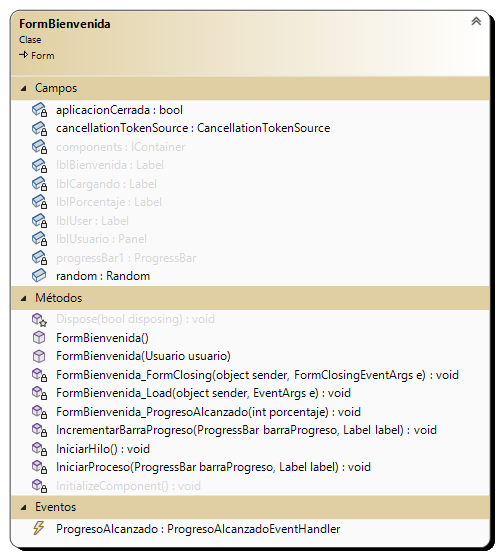 FormBienvenida
Clase
Form
Campos
aplicacionCerrada : bool
cancellationTokenSource : CancellationTokenSource
components : IContainer
lblBienvenida : Label
lblCargando : Label
lblPorcentaje : Label
lblUser : Label
lblUsuario : Panel
progressBar1 : ProgressBar
random : Random
Métodos
Dispose(bool disposing) : void
FormBienvenida()
FormBienvenida(Usuario usuario)
FormBienvenida_FormClosing(object sender, FormClosingEventArgs e) : void
FormBienvenida_Load(object sender, EventArgs e) : void
FormBienvenida_ProgresoAlcanzado(int porcentaje) : void
IncrementarBarraProgreso(ProgressBar barraProgreso, Label label) : void
IniciarHilo() : void
IniciarProceso(ProgressBar barraProgreso, Label label) : void
InitializeComponent() : void
Eventos
ProgresoAlcanzado : ProgresoAlcanzadoEventHandler